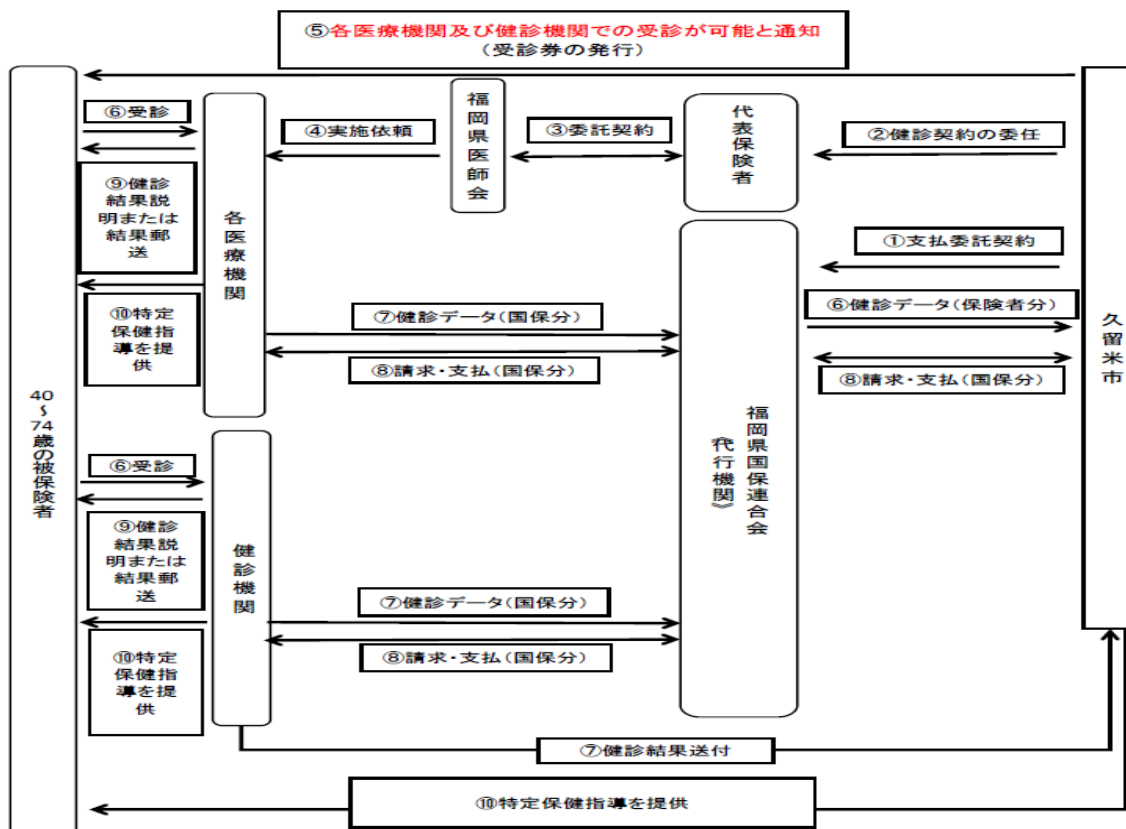 ⑤各医療機関及び健診機関での受診が可能と通知
(受診券の発行)
⑥受診
④実施依頼
福岡県医師会
③委託契約
代表保険者
②健診契約の委任
⑨健診
結果説
明または
結果郵
送
各医療機関
①支払委託契約
⑩特定
保健指
導を提
供
⑦健診データ(国保分)
⑥健診データ(保険者分)
⑧請求・支払(国保分)
⑧請求・支払(国保分)
久留米市
40~74歳の被保険者
福岡県国保連合会
《代行機関》
⑥受診
⑨健診
結果説
明または
結果郵
送
健診機関
⑦健診データ(国保分)
⑧請求・支払(国保分)
⑩特定
保健指
導を提
供
⑦健診結果送付
⑩特定保健指導を提供